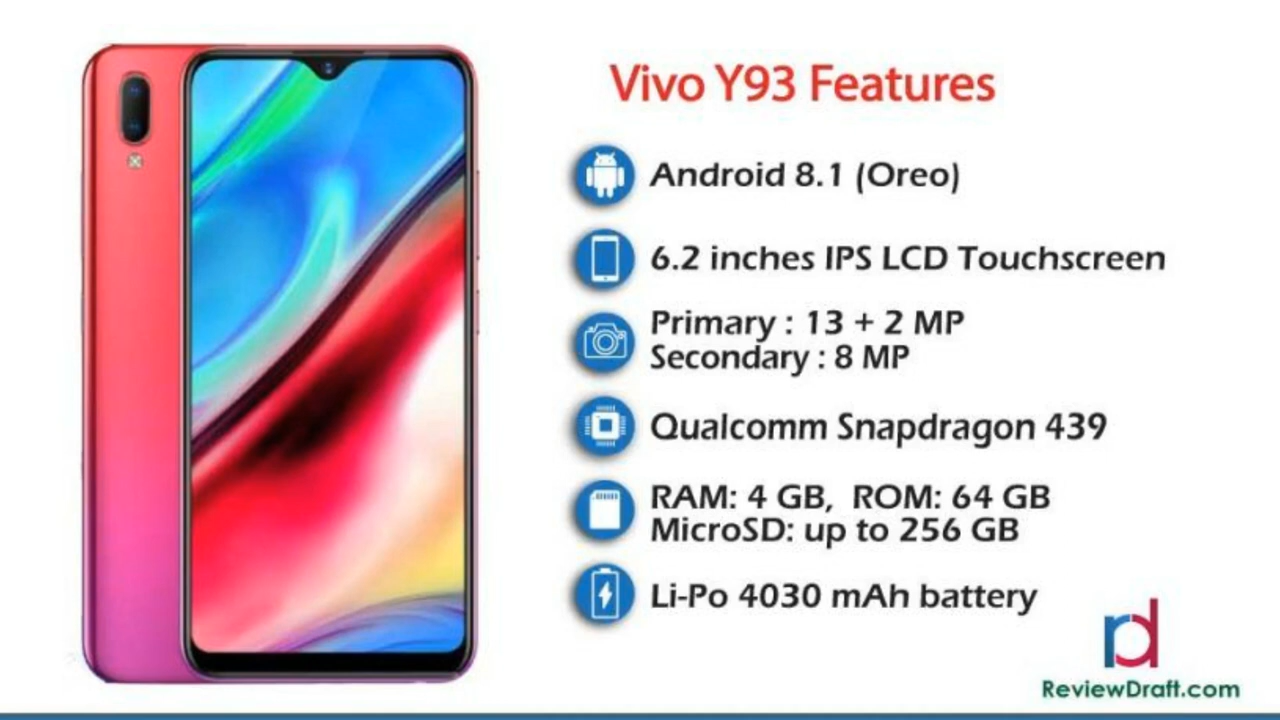 Vivo Y93 Features
Android 8.1 (Oreo)
6.2 inches IPS LCD Touchscreen
Primary : 13 + 2 MP
Secondary : 8 MP
Qualcomm Snapdragon 439
RAM: 4 GB, ROM: 64 GB
MicroSD: up to 256 GB
Li-Po 4030 mAh battery
rd
ReviewDraft.com